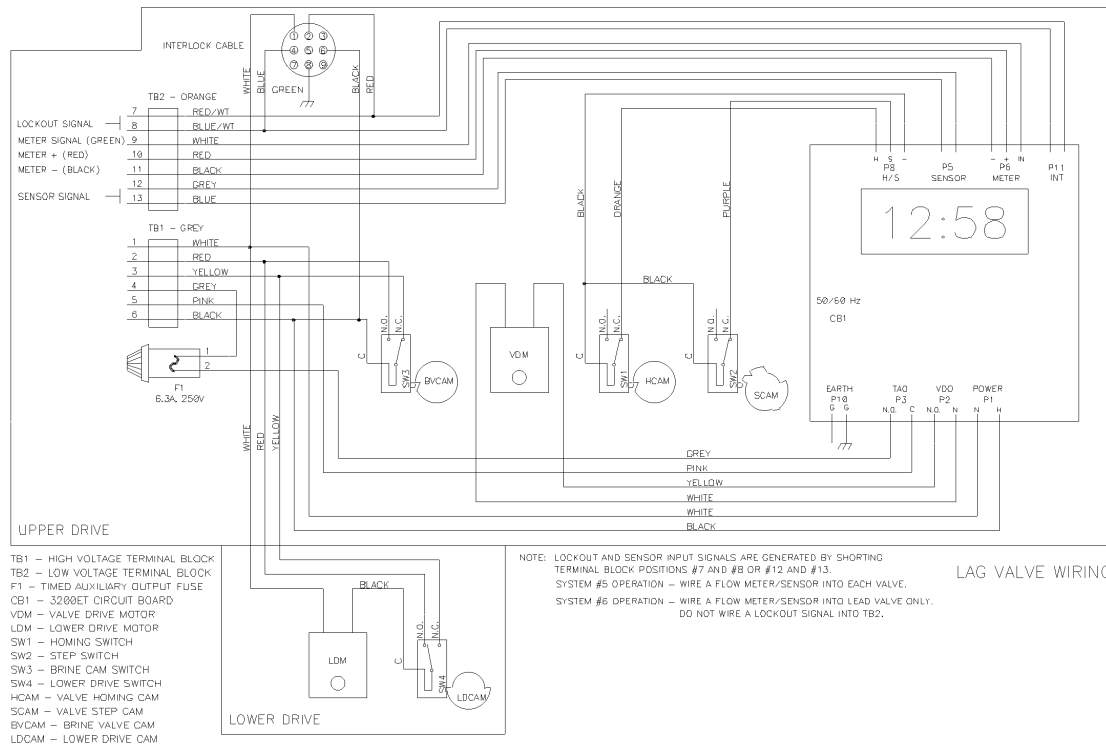 INTERLOCK CABLE
1 2 3
4 5 6
7 8 9
WHITE
BLUE
GREEN
BLACK
RED
TB2 - ORANGE
LOCKOUT SIGNAL
7 RED/WT
8 BLUE/WT
METER SIGNAL (GREEN) 9 WHITE
METER + (RED) 10 RED
METER - (BLACK) 11 BLACK
SENSOR SIGNAL
12 GREY
13 BLUE
TB1 - GREY
1 WHITE
2 RED
3 YELLOW
4 GREY
5 PINK
6 BLACK
1
2
F1
6.3A, 250V
N.O.
N.C.
C
SW3
BVCAM
VDM
BLACK
ORANGE
PURPLE
BLACK
N.O.
N.C.
C
SW1
HCAM
N.O.
N.C.
C
SW2
SCAM
H S -
P8
H/S
P5
SENSOR
- + IN
P6
METER
P11
INT
12:58
50/60 Hz
CB1
EARTH
P10
G G
TAO
P3
N.O. C
VDO
P2
N.O. N
POWER
P1
N H
GREY
PINK
YELLOW
WHITE
WHITE
BLACK
WHITE
RED
YELLOW
UPPER DRIVE
BLACK
N.O.
N.C.
C
SW4
LDM
LDCAM
LOWER DRIVE
TB1 - HIGH VOLTAGE TERMINAL BLOCK
TB2 - LOW VOLTAGE TERMINAL BLOCK
F1 - TIMED AUXILIARY OUTPUT FUSE
CB1 - 3200ET CIRCUIT BOARD
VDM - VALVE DRIVE MOTOR
LDM - LOWER DRIVE MOTOR
SW1 - HOMING SWITCH
SW2 - STEP SWITCH
SW3 - BRINE CAM SWITCH
SW4 - LOWER DRIVE SWITCH
HCAM - VALVE HOMING CAM
SCAM - VALVE STEP CAM
BVCAM - BRINE VALVE CAM
LDCAM - LOWER DRIVE CAM
NOTE: LOCKOUT AND SENSOR INPUT SIGNALS ARE GENERATED BY SHORTING
TERMINAL BLOCK POSITIONS #7 AND #8 OR #12 AND #13.
SYSTEM #5 OPERATION - WIRE A FLOW METER/SENSOR INTO EACH VALVE.
SYSTEM #6 OPERATION - WIRE A FLOW METER/SENSOR INTO LEAD VALVE ONLY.
DO NOT WIRE A LOCKOUT SIGNAL INTO TB2.
LAG VALVE WIRING